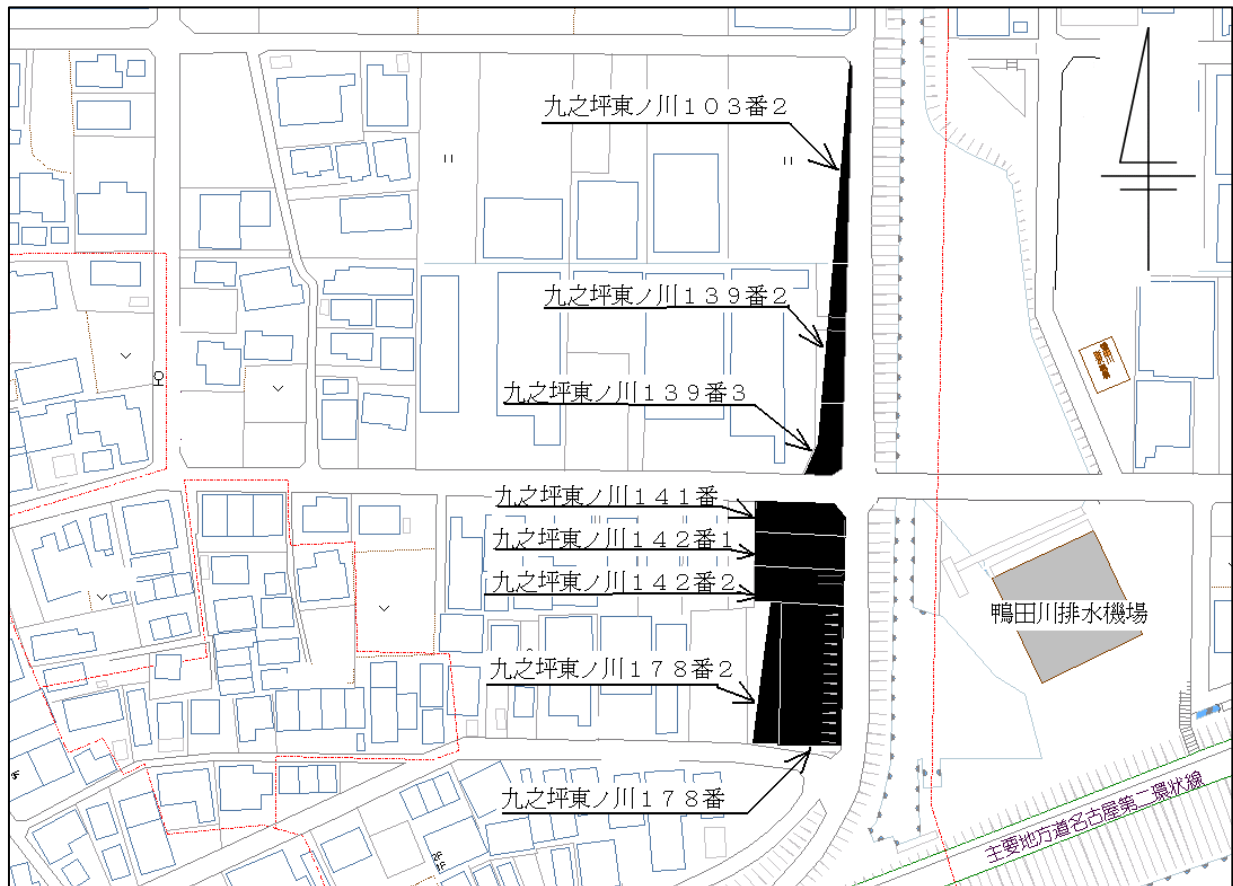 九之坪東ノ川１０３番２
九之坪東ノ川１３９番２
九之坪東ノ川１３９番３
九之坪東ノ川１４１番
九之坪東ノ川１４２番１
九之坪東ノ川１４２番２
鴨田川排水機場
九之坪東ノ川１７８番２
九之坪東ノ川１７８番
主要地方道名古屋第二環状線